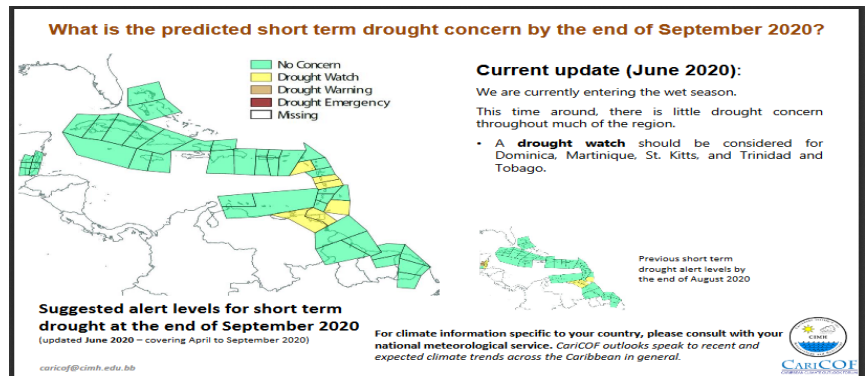 What is the predicted short term drought concern by the end of September 2020?
No Concern
Drought Watch
Drought Warning
Drought Emergency
Missing
Current update (June 2020):
We are currently entering the wet season.
This time around, there is little drought concern
throughout much of the region.
• A drought watch should be considered for
Dominica, Martinique, St. Kitts, and Trinidad and
Tobago.
Previous short term
drought alert levels by
the end of August 2020
Suggested alert levels for short term
drought at the end of September 2020
(updated June 2020 – covering April to September 2020)
For climate information specific to your country, please consult with your
national meteorological service. CariCOF outlooks speak to recent and
expected climate trends across the Caribbean in general.
caricof@cimh.edu.bb
CIMH
CARICOF